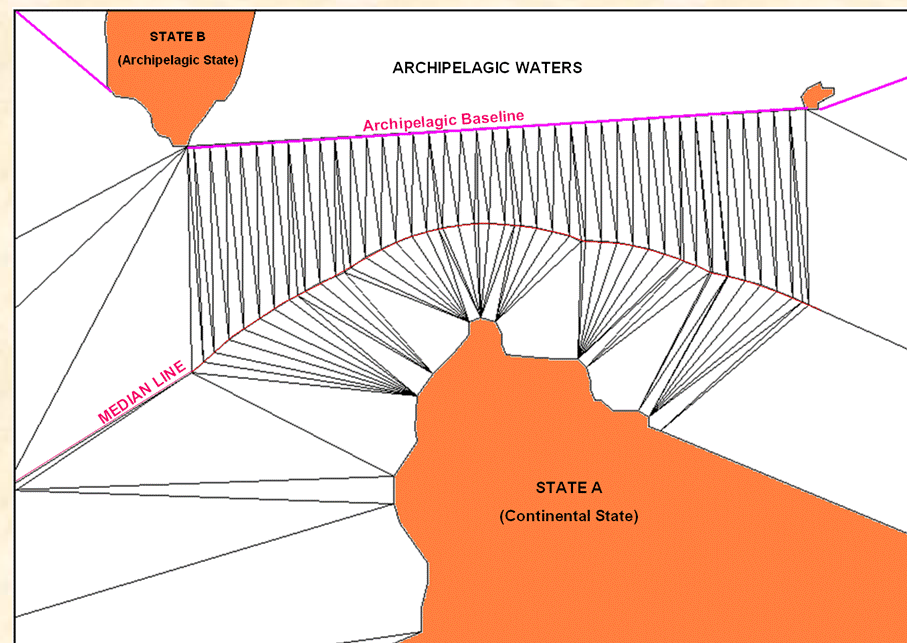 STATE B
(Archipelagic State)
ARCHIPELAGIC WATERS
Archipelagic Baseline
MEDIAN LINE
STATE A
(Continental State)